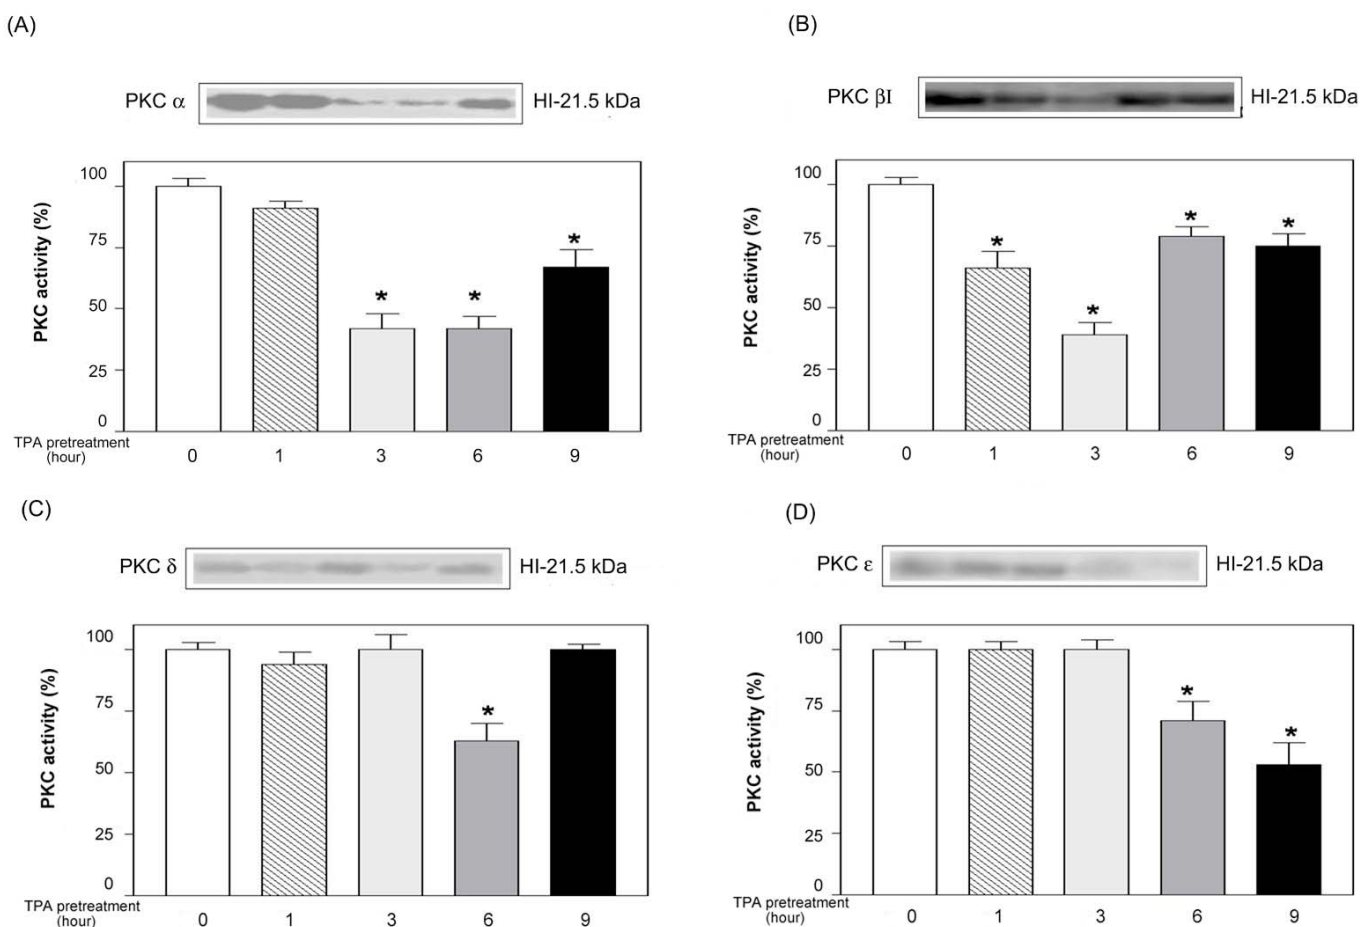 (A)
PKC α
HI-21.5 kDa
PKC activity (%)
100
75
50
25
0
TPA pretreatment
(hour)
0 1 3 6 9
* * *
(B)
PKC βI
HI-21.5 kDa
PKC activity (%)
100
75
50
25
0
TPA pretreatment
(hour)
0 1 3 6 9
* * * *
(C)
PKC δ
HI-21.5 kDa
PKC activity (%)
100
75
50
25
0
TPA pretreatment
(hour)
0 1 3 6 9
*
(D)
PKC ε
HI-21.5 kDa
PKC activity (%)
100
75
50
25
0
TPA pretreatment
(hour)
0 1 3 6 9
* *